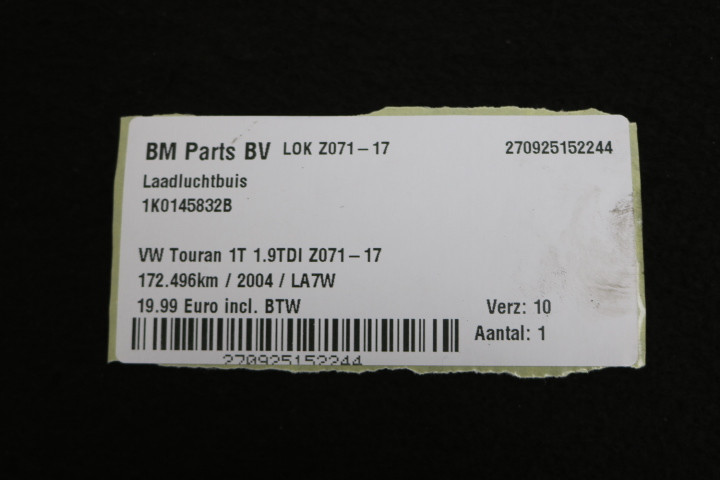 BM Parts BV LOK Z071-17 270925152244
Laadluchtbuis
1K0145832B
VW Touran 1T 1.9TDI Z071-17
172.496km / 2004 / LA7W
19.99 Euro incl. BTW Verz: 10
Aantal: 1
270925152244